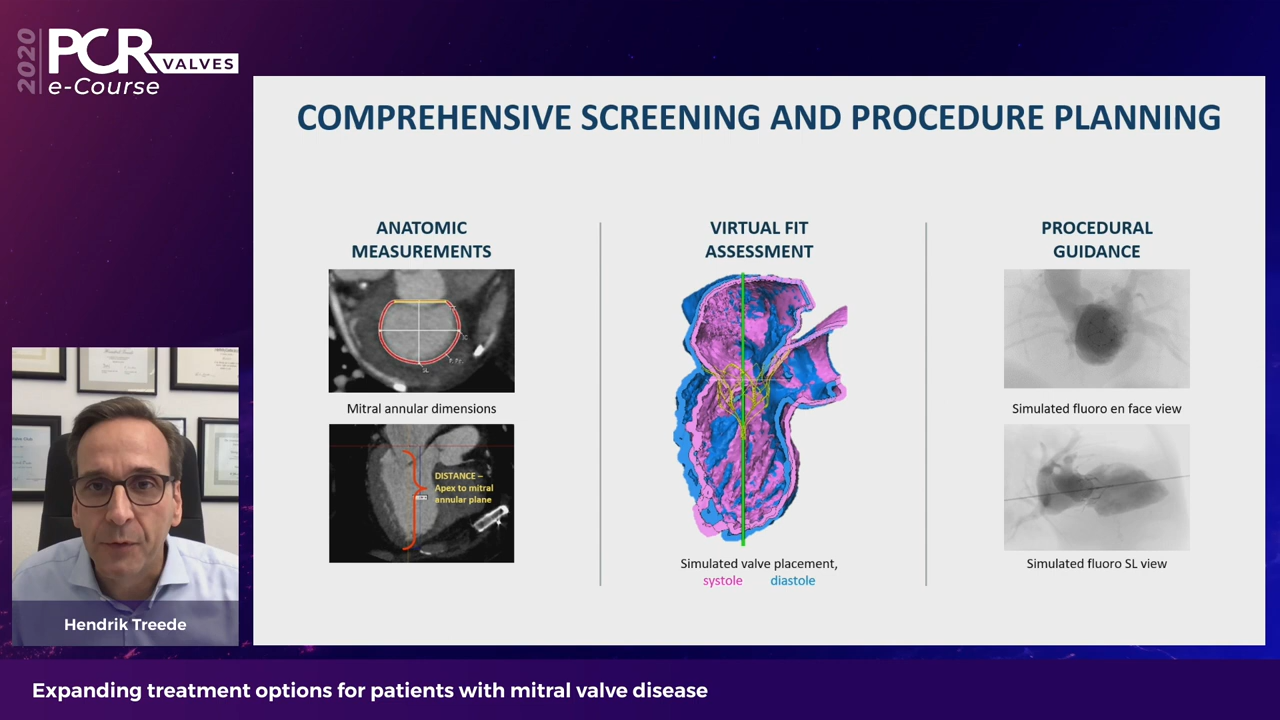 2020
PCR
VALVES
e-Course
COMPREHENSIVE SCREENING AND PROCEDURE PLANNING
ANATOMIC
MEASUREMENTS
SL
Mitral annular dimensions
DISTANCE –
Apex to mitral
annular plane
VIRTUAL FIT
ASSESSMENT
Simulated valve placement,
systole diastole
PROCEDURAL
GUIDANCE
Simulated fluoro en face view
Simulated fluoro SL view
Hendrik Treede
Expanding treatment options for patients with mitral valve disease